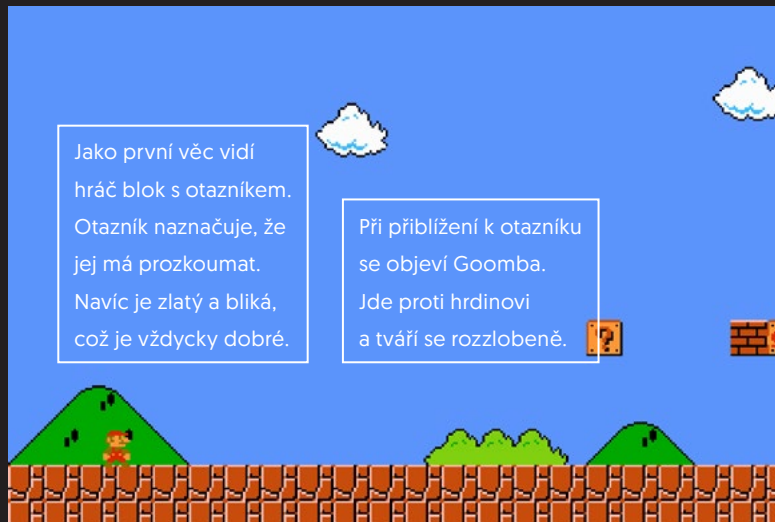 Jako první věc vidí
hráč blok s otazníkem.
Otazník naznačuje, že
jej má prozkoumat.
Navíc je zlatý a bliká,
což je vždycky dobré.
Při přiblížení k otazníku
se objeví Goomba.
Jde proti hrdinovi
a tváří se rozzlobeně.
?